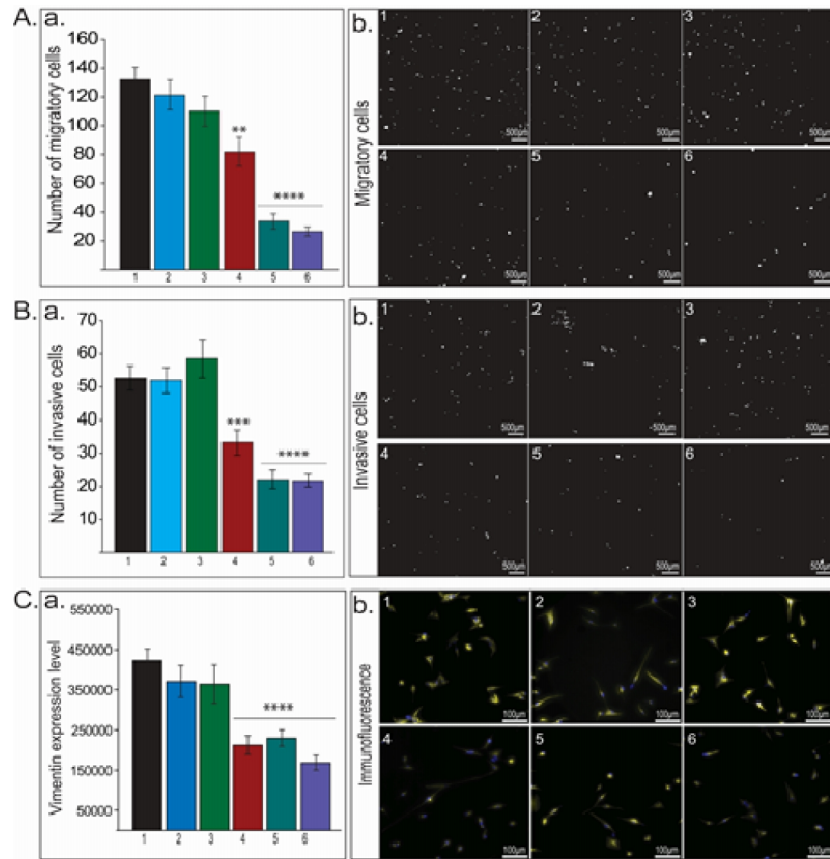 A. a.
Number of migratory cells
160
140
120
100
80
60
40
20
**
****
1 2 3 4 5 6
b.
Migratory cells
1 2 3
500µm 500µm 500µm
4 5 6
500µm 500µm 500µm
B. a.
Number of invasive cells
70
60
50
40
30
20
10
***
****
1 2 3 4 5 6
b.
Invasive cells
1 2 3
500µm 500µm 500µm
4 5 6
500µm 500µm 500µm
C. a.
Vimentin expression level
550000
450000
350000
250000
150000
50000
****
1 2 3 4 5 6
b.
Immunofluorescence
1 2 3
100µm 100µm 100µm
4 5 6
100µm 100µm 100µm